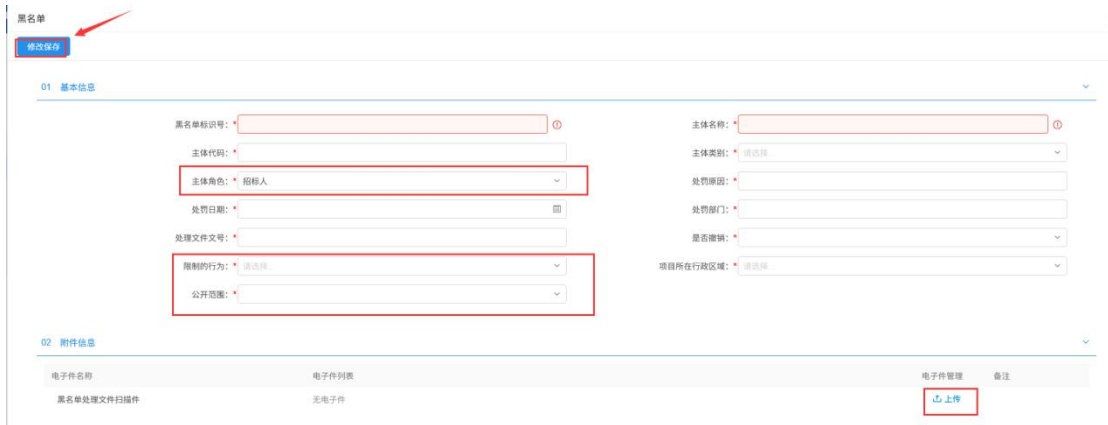 黑名单
修改保存
01 基本信息
黑名单标识号：* 主体名称：*
主体代码：* 主体类别：* 请选择
主体角色：* 招标人 处罚原因：*
处罚日期：* 处罚部门：*
处理文件文号：* 是否撤销：*
限制的行为：* 请选择... 项目所在行政区域：* 请选择...
公开范围：*
02 附件信息
电子件名称 电子件列表 电子件管理 备注
黑名单处理文件扫描件 无电子件 上传